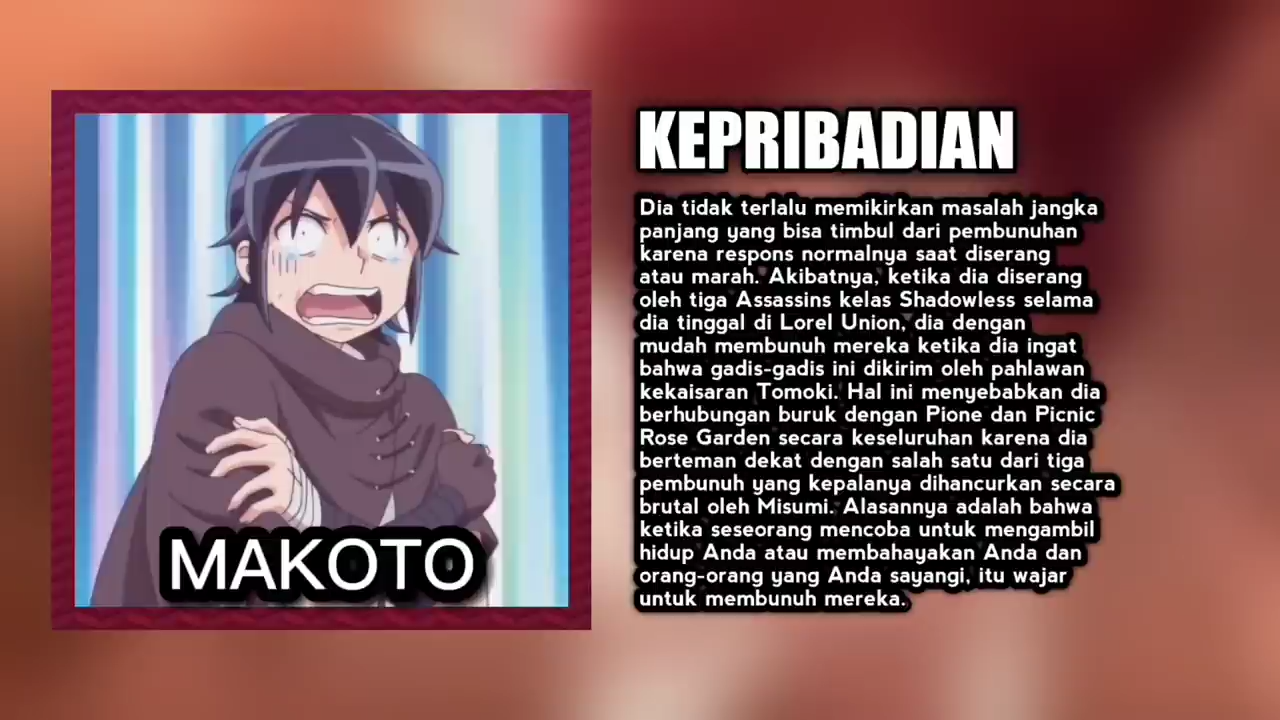 MAKOTO
KEPRIBADIAN
Dia tidak terlalu memikirkan masalah jangka
panjang yang bisa timbul dari pembunuhan
karena respons normalnya saat diserang
atau marah. Akibatnya, ketika dia diserang
oleh tiga Assassins kelas Shadowless selama
dia tinggal di Lorel Union, dia dengan
mudah membunuh mereka ketika dia ingat
bahwa gadis-gadis ini dikirim oleh pahlawan
kekaisaran Tomoki. Hal ini menyebabkan dia
berhubungan buruk dengan Pione dan Picnic
Rose Garden secara keseluruhan karena dia
berteman dekat dengan salah satu dari tiga
pembunuh yang kepalanya dihancurkan secara
brutal oleh Misumi. Alasannya adalah bahwa
ketika seseorang mencoba untuk mengambil
hidup Anda atau membahayakan Anda dan
orang-orang yang Anda sayangi, itu wajar
untuk membunuh mereka.